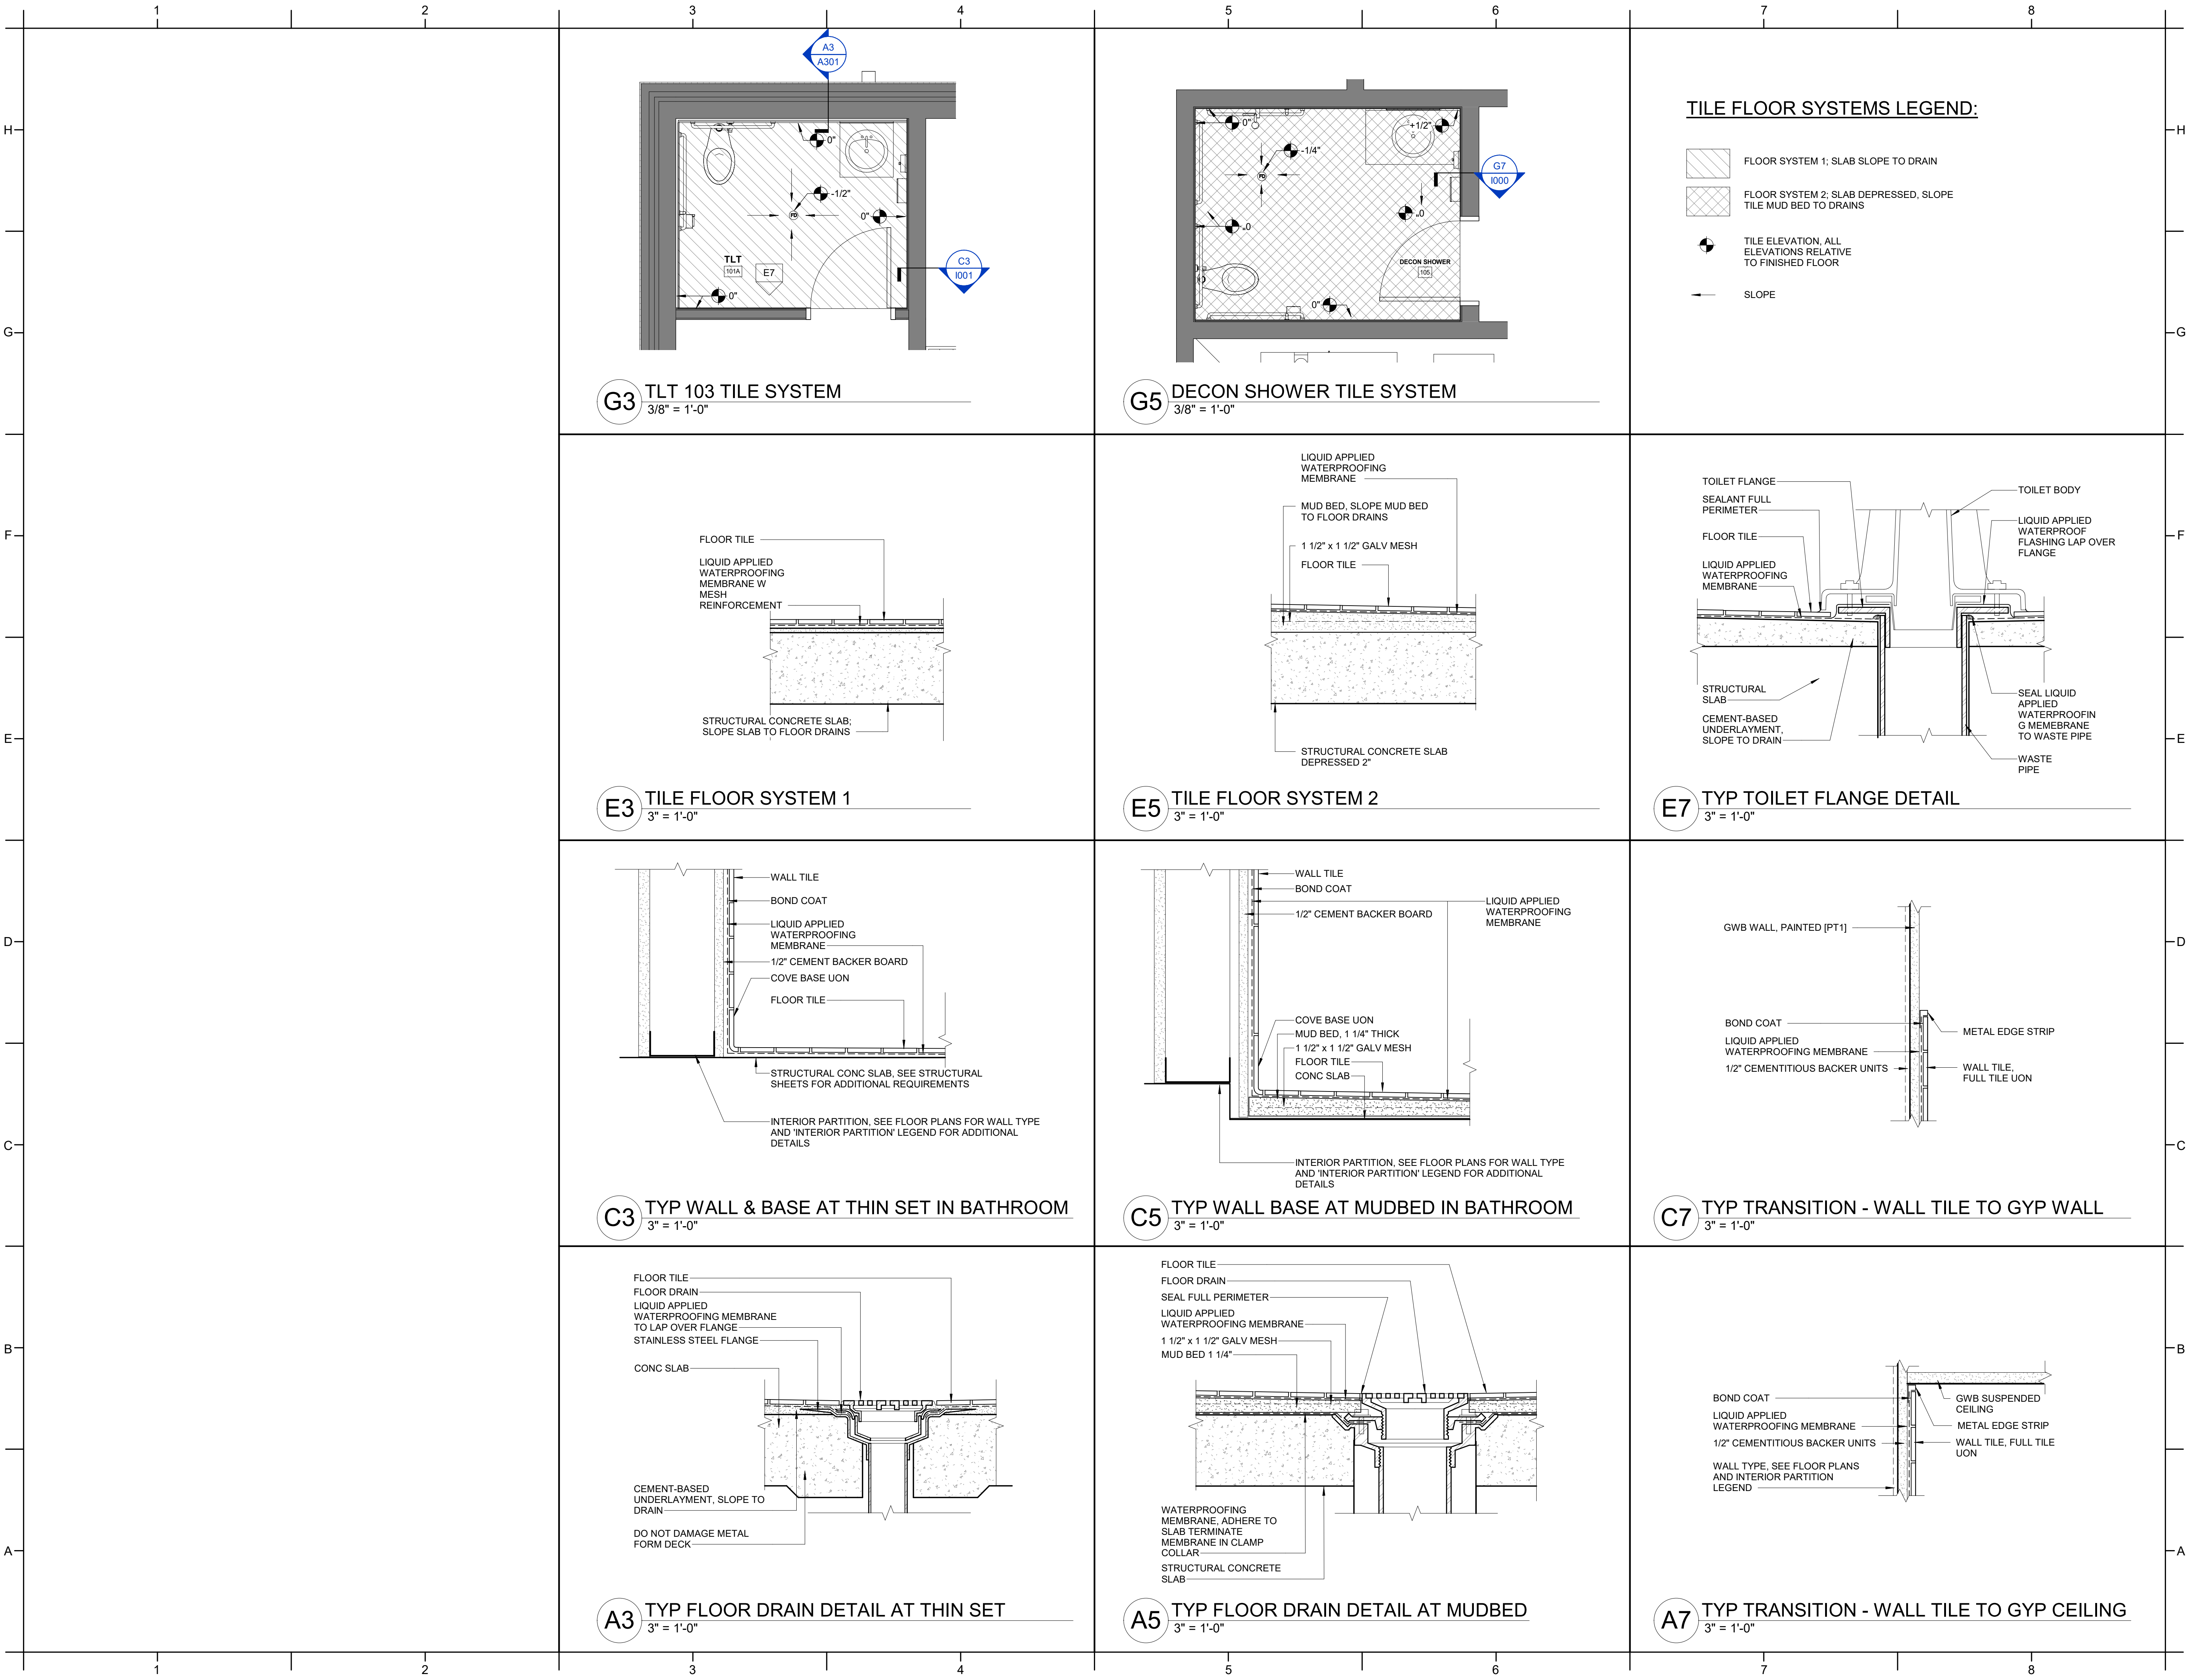 1 2 3 4 5 6 7 8
H
G
F
E
D
C
B
A
A3
A301
0"
-1/2"
FD
0"
TLT
101A
E7
0"
C3
I001
G3 TLT 103 TILE SYSTEM
3/8" = 1'-0"
0"
+1/2"
-1/4"
FD
G7
I000
0"
0"
DECON SHOWER
105
0"
G5 DECON SHOWER TILE SYSTEM
3/8" = 1'-0"
TILE FLOOR SYSTEMS LEGEND:
FLOOR SYSTEM 1; SLAB SLOPE TO DRAIN
FLOOR SYSTEM 2; SLAB DEPRESSED, SLOPE
TILE MUD BED TO DRAINS
TILE ELEVATION, ALL
ELEVATIONS RELATIVE
TO FINISHED FLOOR
SLOPE
FLOOR TILE
LIQUID APPLIED
WATERPROOFING
MEMBRANE W
MESH
REINFORCEMENT
STRUCTURAL CONCRETE SLAB;
SLOPE SLAB TO FLOOR DRAINS
E3 TILE FLOOR SYSTEM 1
3" = 1'-0"
LIQUID APPLIED
WATERPROOFING
MEMBRANE
MUD BED, SLOPE MUD BED
TO FLOOR DRAINS
1 1/2" x 1 1/2" GALV MESH
FLOOR TILE
STRUCTURAL CONCRETE SLAB
DEPRESSED 2"
E5 TILE FLOOR SYSTEM 2
3" = 1'-0"
TOILET FLANGE
SEALANT FULL
PERIMETER
FLOOR TILE
LIQUID APPLIED
WATERPROOFING
MEMBRANE
STRUCTURAL
SLAB
CEMENT-BASED
UNDERLAYMENT,
SLOPE TO DRAIN
TOILET BODY
LIQUID APPLIED
WATERPROOF
FLASHING LAP OVER
FLANGE
SEAL LIQUID
APPLIED
WATERPROOFIN
G MEMEBRANE
TO WASTE PIPE
WASTE
PIPE
E7 TYP TOILET FLANGE DETAIL
3" = 1'-0"
WALL TILE
BOND COAT
LIQUID APPLIED
WATERPROOFING
MEMBRANE
1/2" CEMENT BACKER BOARD
COVE BASE UON
FLOOR TILE
STRUCTURAL CONC SLAB, SEE STRUCTURAL
SHEETS FOR ADDITIONAL REQUIREMENTS
INTERIOR PARTITION, SEE FLOOR PLANS FOR WALL TYPE
AND 'INTERIOR PARTITION' LEGEND FOR ADDITIONAL
DETAILS
C3 TYP WALL & BASE AT THIN SET IN BATHROOM
3" = 1'-0"
WALL TILE
BOND COAT
1/2" CEMENT BACKER BOARD
LIQUID APPLIED
WATERPROOFING
MEMBRANE
COVE BASE UON
MUD BED, 1 1/4" THICK
1 1/2" x 1 1/2" GALV MESH
FLOOR TILE
CONC SLAB
INTERIOR PARTITION, SEE FLOOR PLANS FOR WALL TYPE
AND 'INTERIOR PARTITION' LEGEND FOR ADDITIONAL
DETAILS
C5 TYP WALL BASE AT MUDBED IN BATHROOM
3" = 1'-0"
GWB WALL, PAINTED [PT1]
BOND COAT
LIQUID APPLIED
WATERPROOFING MEMBRANE
1/2" CEMENTITIOUS BACKER UNITS
METAL EDGE STRIP
WALL TILE,
FULL TILE UON
C7 TYP TRANSITION - WALL TILE TO GYP WALL
3" = 1'-0"
FLOOR TILE
FLOOR DRAIN
LIQUID APPLIED
WATERPROOFING MEMBRANE
TO LAP OVER FLANGE
STAINLESS STEEL FLANGE
CONC SLAB
CEMENT-BASED
UNDERLAYMENT, SLOPE TO
DRAIN
DO NOT DAMAGE METAL
FORM DECK
A3 TYP FLOOR DRAIN DETAIL AT THIN SET
3" = 1'-0"
FLOOR TILE
FLOOR DRAIN
SEAL FULL PERIMETER
LIQUID APPLIED
WATERPROOFING MEMBRANE
1 1/2" x 1 1/2" GALV MESH
MUD BED 1 1/4"
WATERPROOFING
MEMBRANE, ADHERE TO
SLAB TERMINATE
MEMBRANE IN CLAMP
COLLAR
STRUCTURAL CONCRETE
SLAB
A5 TYP FLOOR DRAIN DETAIL AT MUDBED
3" = 1'-0"
BOND COAT
LIQUID APPLIED
WATERPROOFING MEMBRANE
1/2" CEMENTITIOUS BACKER UNITS
WALL TYPE, SEE FLOOR PLANS
AND INTERIOR PARTITION
LEGEND
GWB SUSPENDED
CEILING
METAL EDGE STRIP
WALL TILE, FULL TILE
UON
A7 TYP TRANSITION - WALL TILE TO GYP CEILING
3" = 1'-0"
H
G
F
E
D
C
B
A
1 2 3 4 5 6 7 8